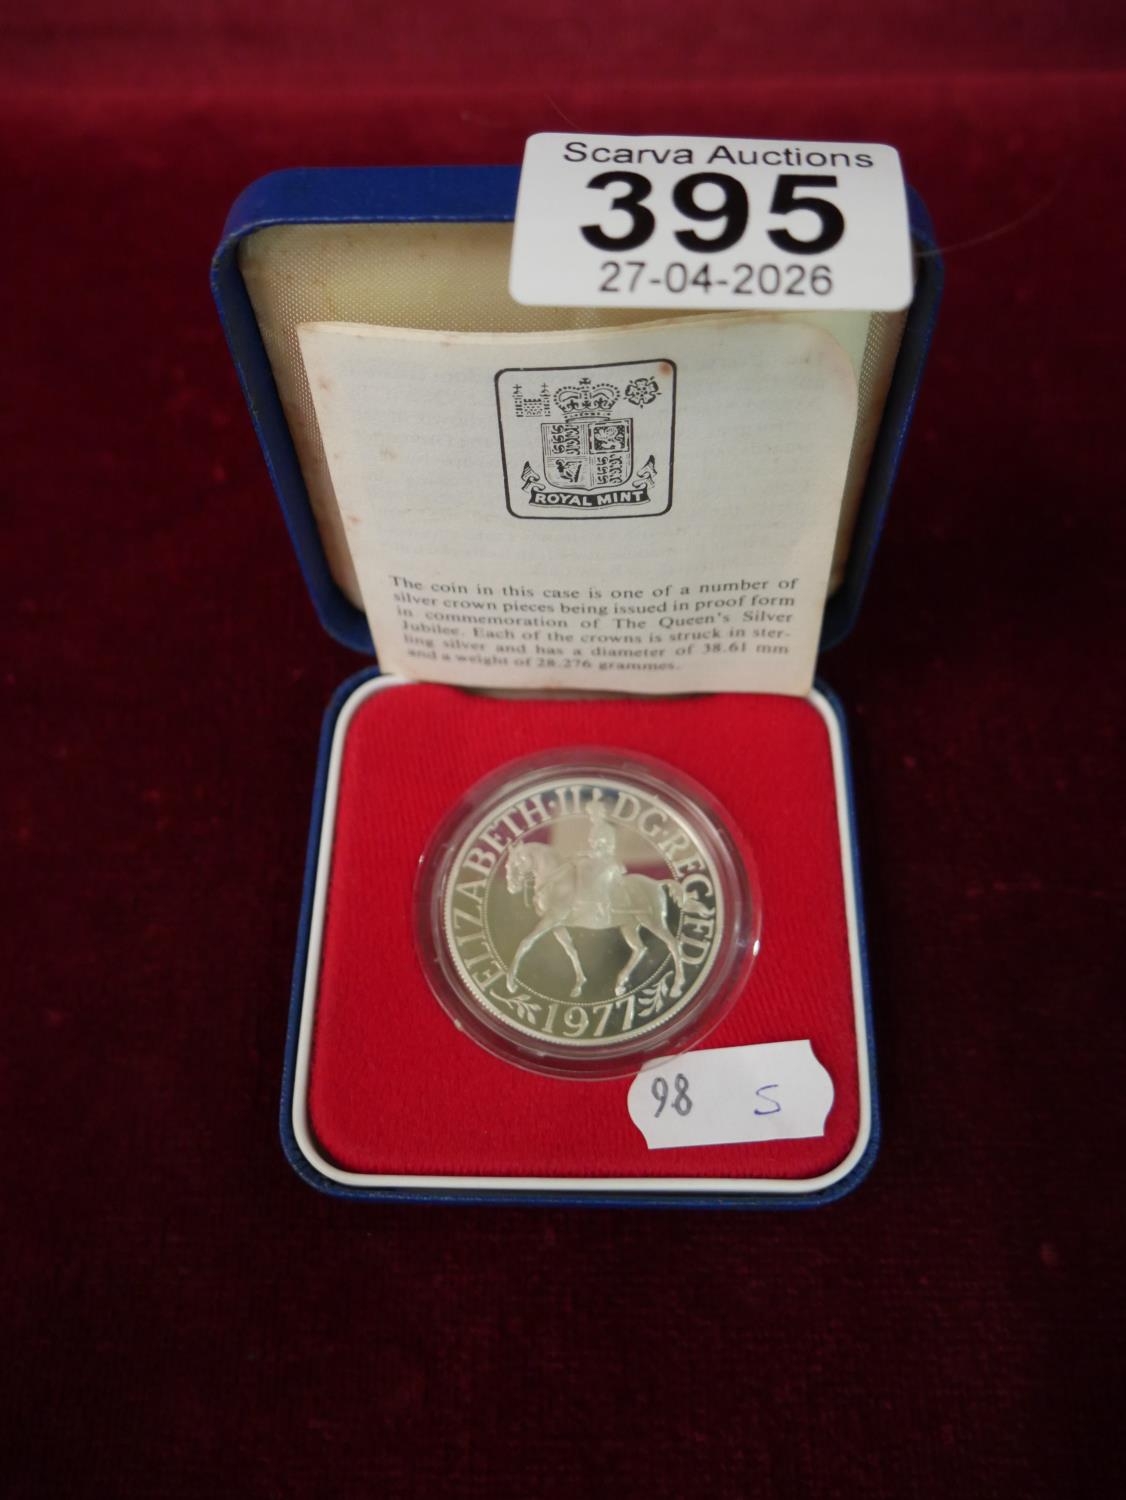 Scarva Auctions
395
27-04-2026
ROYAL MINT
The coin in this case is one of a number of
silver crown pieces being issued in proof form
in commemoration of The Queen's Silver
Jubilee. Each of the crowns is struck in ster-
ling silver and has a diameter of 38.61 mm
and a weight of 28.276 grammes.
ELIZABETH·II DG·REG FD
1977
98 S